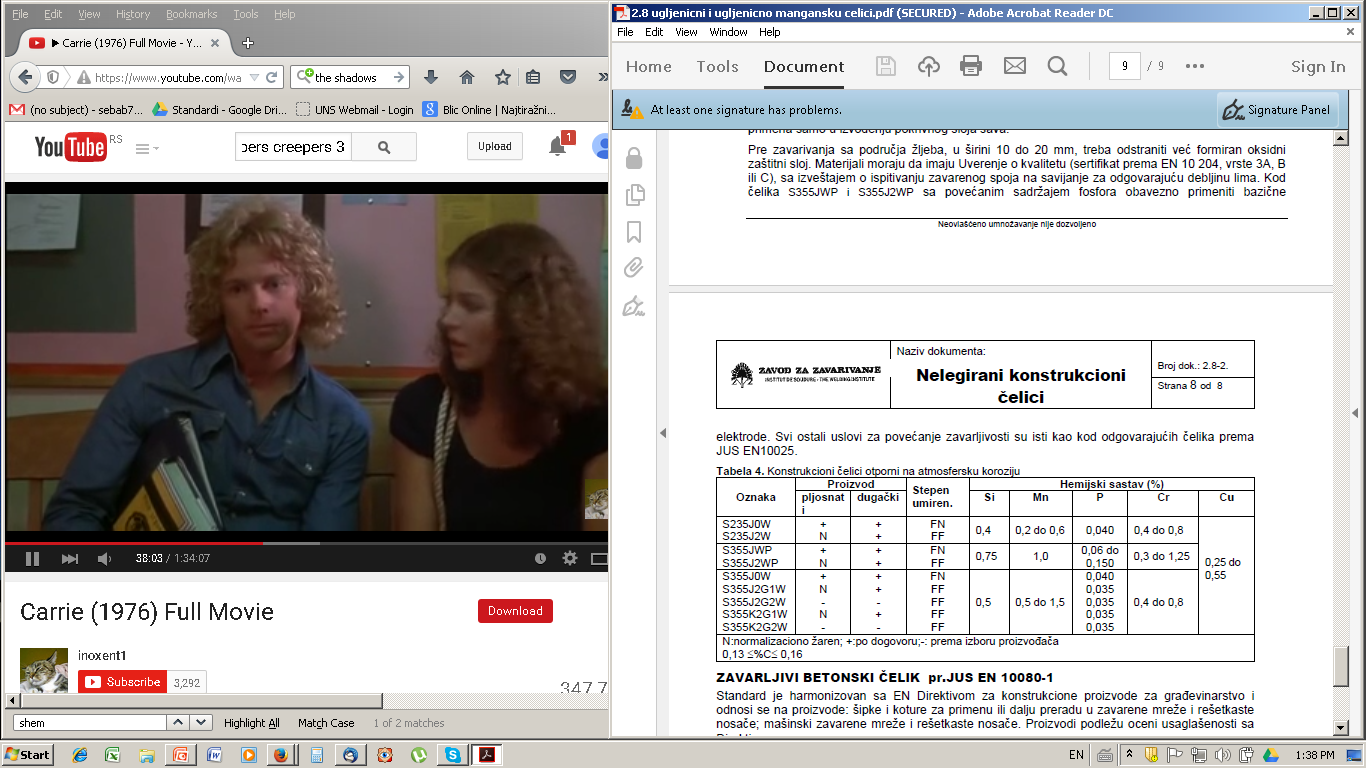 File Edit View History Bookmarks Tools Help
▶ Carrie (1976) Full Movie - Y...
https://www.youtube.com/wa
the shadows
(no subject) - sebab7...
Standardi - Google Dri...
UNS Webmail - Login
Blic Online | Najtiražni...
YouTube RS
pers creepers 3
Upload
1
38:03 / 1:34:07
Carrie (1976) Full Movie
Download
inoxent1
Subscribe 3,292
347,7
shem
Highlight All Match Case 1 of 2 matches
2.8 ugljenicni i ugljenicno mangansku celici.pdf (SECURED) - Adobe Acrobat Reader DC
File Edit View Window Help
Home Tools Document 9 / 9 Sign In
At least one signature has problems.
Signature Panel
primena samo u izvođenju pokrivnog sloja šava.
Pre zavarivanja sa područja žljeba, u širini 10 do 20 mm, treba odstraniti već formiran oksidni
zaštitni sloj. Materijali moraju da imaju Uverenje o kvalitetu (sertifikat prema EN 10 204, vrste 3A, B
ili C), sa izveštajem o ispitivanju zavarenog spoja na savijanje za odgovarajuću debljinu lima. Kod
čelika S355JWP i S355J2WP sa povećanim sadržajem fosfora obavezno primeniti bazične
Neovlašćeno umnožavanje nije dozvoljeno
ZAVOD ZA ZAVARIVANJE
INSTITUT DE SOUDURE - THE WELDING INSTITUTE
Naziv dokumenta:
Nelegirani konstrukcioni
čelici
Broj dok.: 2.8-2.
Strana 8 od 8
elektrode. Svi ostali uslovi za povećanje zavarljivosti su isti kao kod odgovarajućih čelika prema
JUS EN10025.
Tabela 4. Konstrukcioni čelici otporni na atmosfersku koroziju
Oznaka Proizvod Stepen umiren. Hemijski sastav (%)
pljosnat i dugački Si Mn P Cr Cu
S235J0W + + FN 0,4 0,2 do 0,6 0,040 0,4 do 0,8 0,25 do 0,55
S235J2W N + FF
S355JWP + + FN 0,75 1,0 0,06 do 0,150 0,3 do 1,25
S355J2WP N + FF
S355J0W + + FN 0,5 0,5 do 1,5 0,040 0,4 do 0,8
S355J2G1W N + FF 0,035
S355J2G2W - - FF 0,035
S355K2G1W N + FF 0,035
S355K2G2W - - FF 0,035
N:normalizaciono žaren; +:po dogovoru;-: prema izboru proizvođača
0,13 ≤%C≤ 0,16
ZAVARLJIVI BETONSKI ČELIK pr.JUS EN 10080-1
Standard je harmonizovan sa EN Direktivom za konstrukcione proizvode za građevinarstvo i
odnosi se na proizvode: šipke i koture za primenu ili dalju preradu u zavarene mreže i rešetkaste
nosače; mašinski zavarene mreže i rešetkaste nosače. Proizvodi podležu oceni usaglašenosti sa
Start
EN
1:38 PM